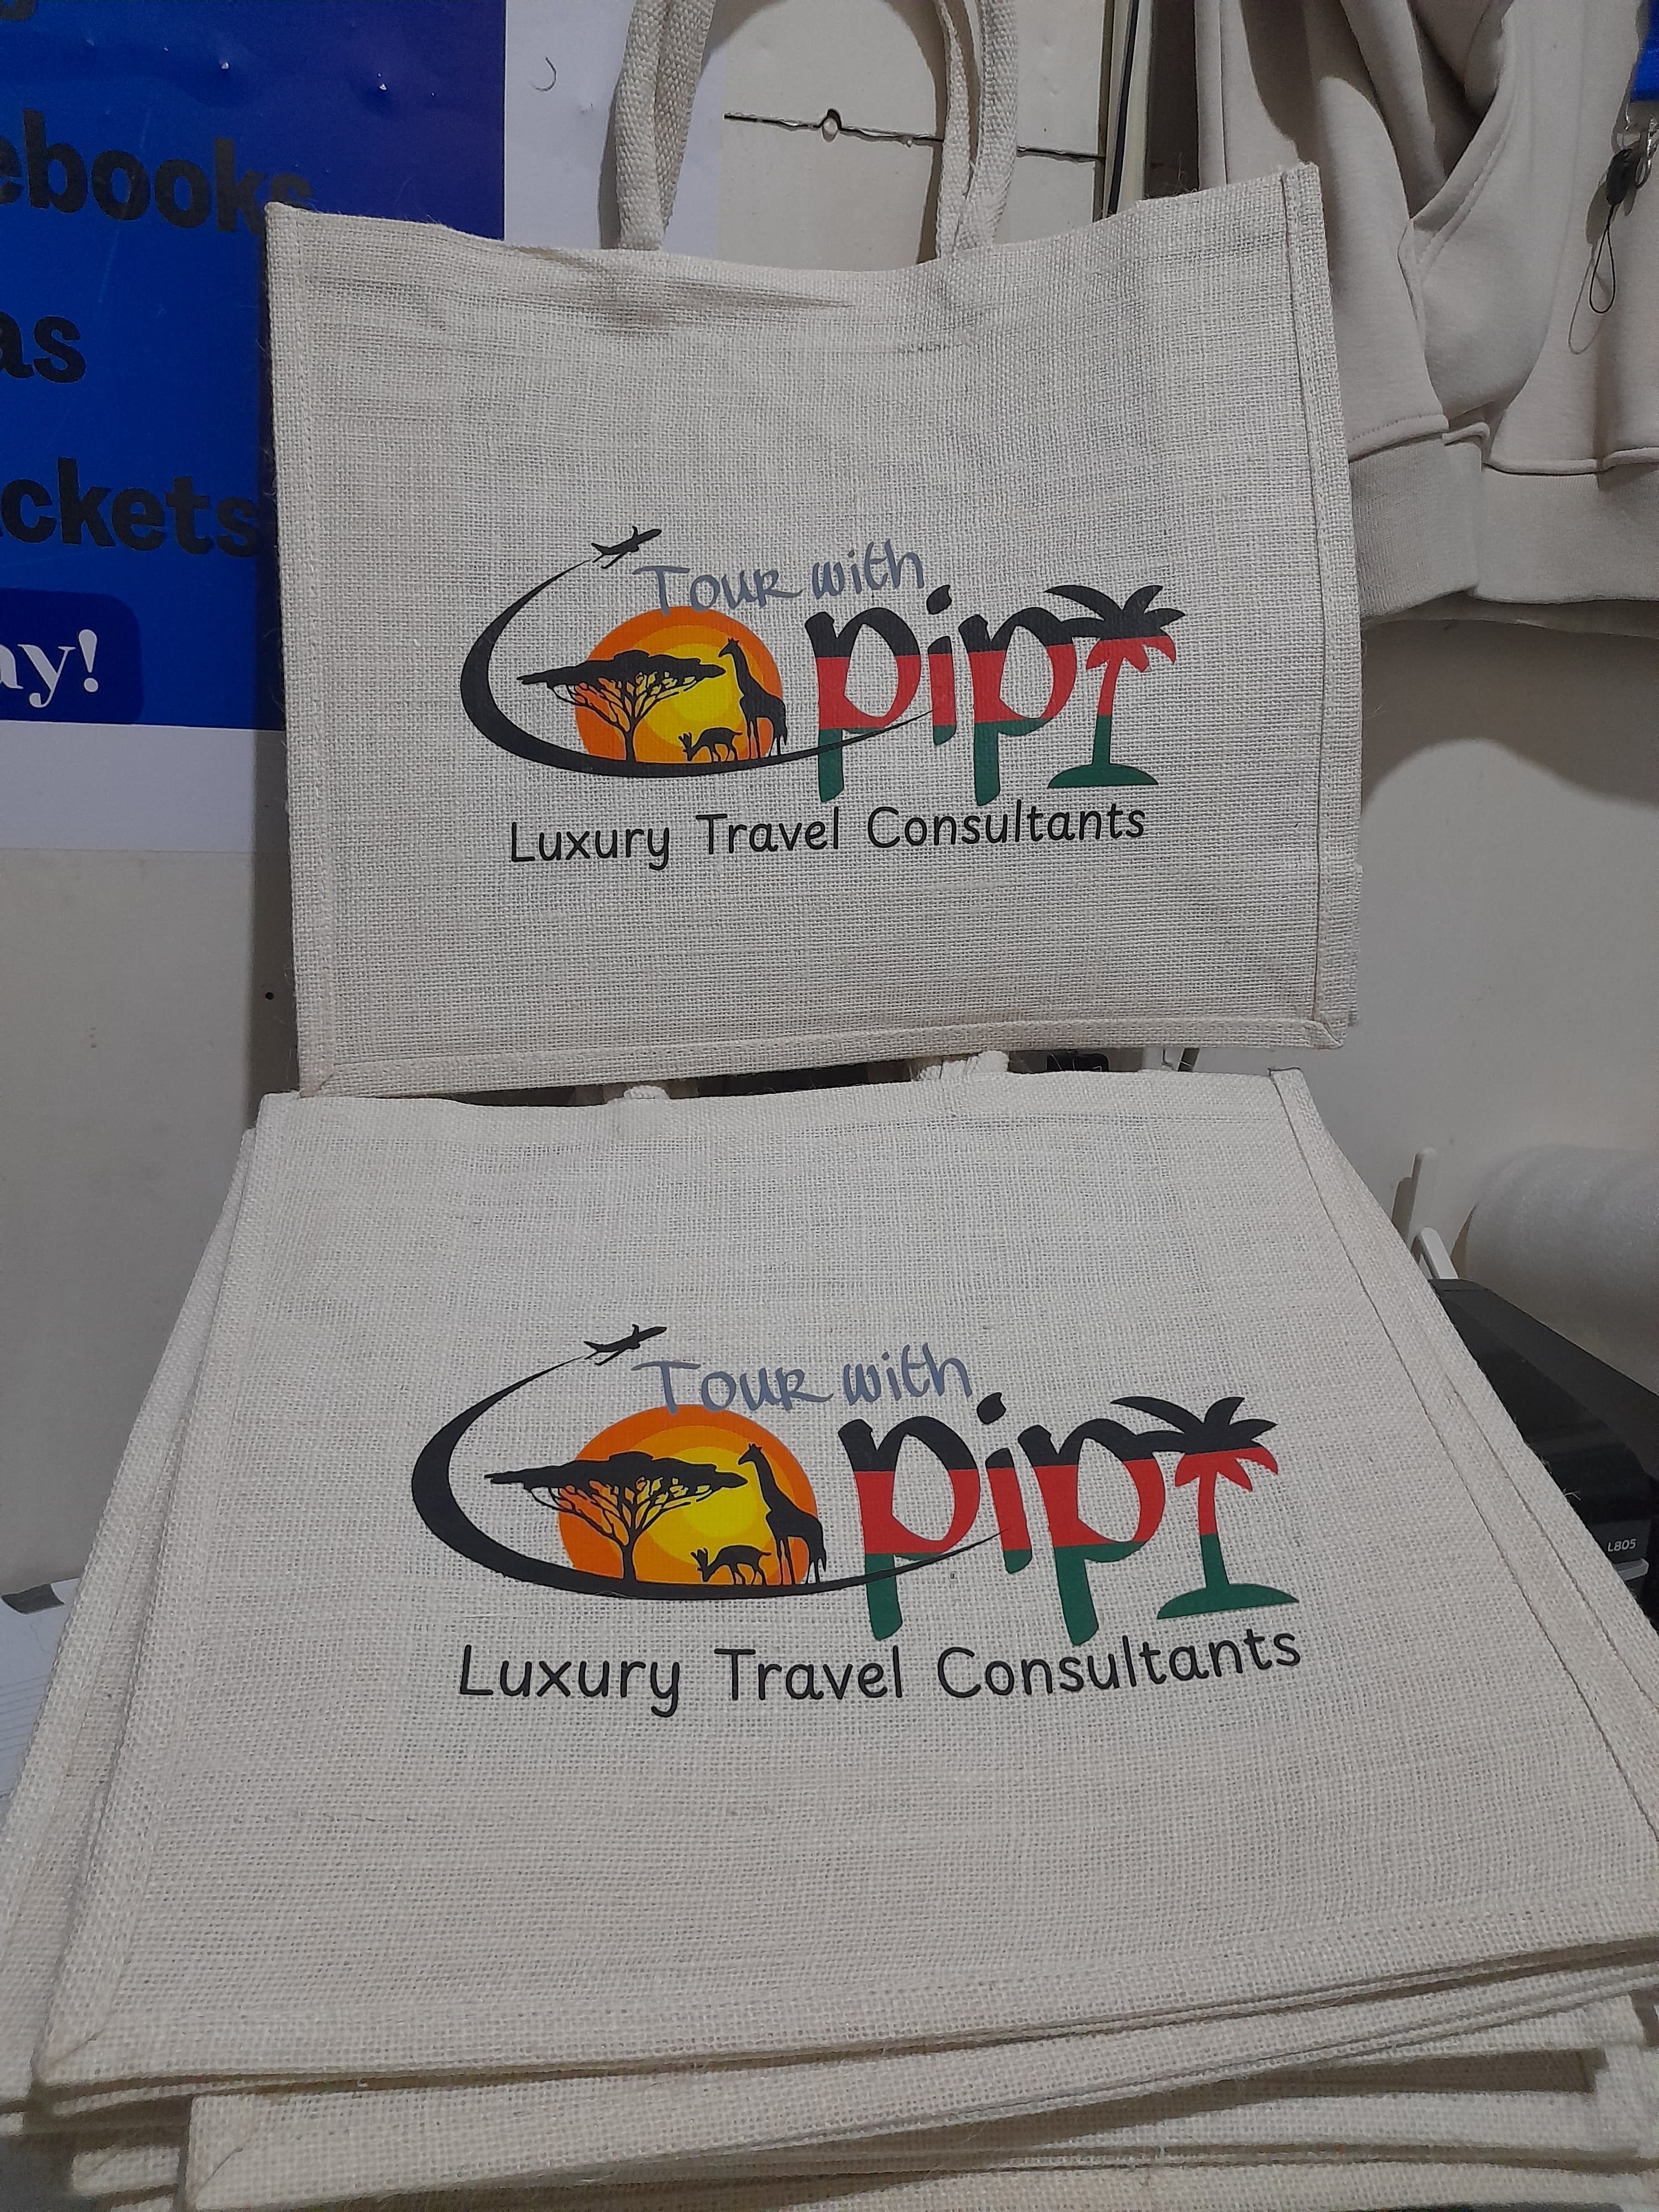 ebooks
as
ckets
ay!
Tour with
pipi
Luxury Travel Consultants
Tour with
pipi
Luxury Travel Consultants
L805